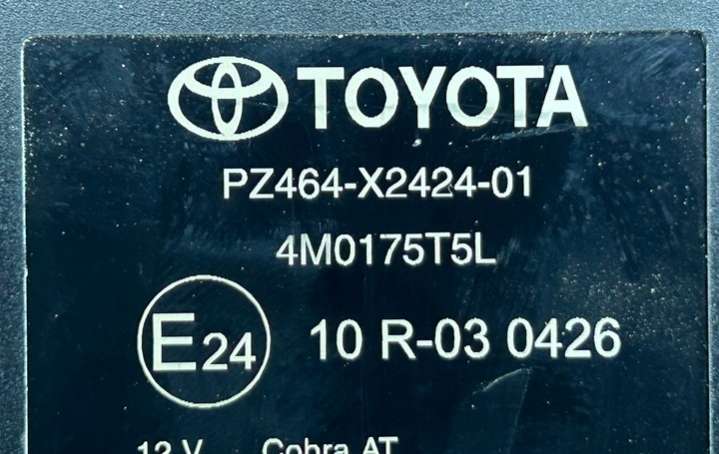 TOYOTA
PZ464-X2424-01
4M0175T5L
E24 10 R-03 0426
12 V Cobra AT